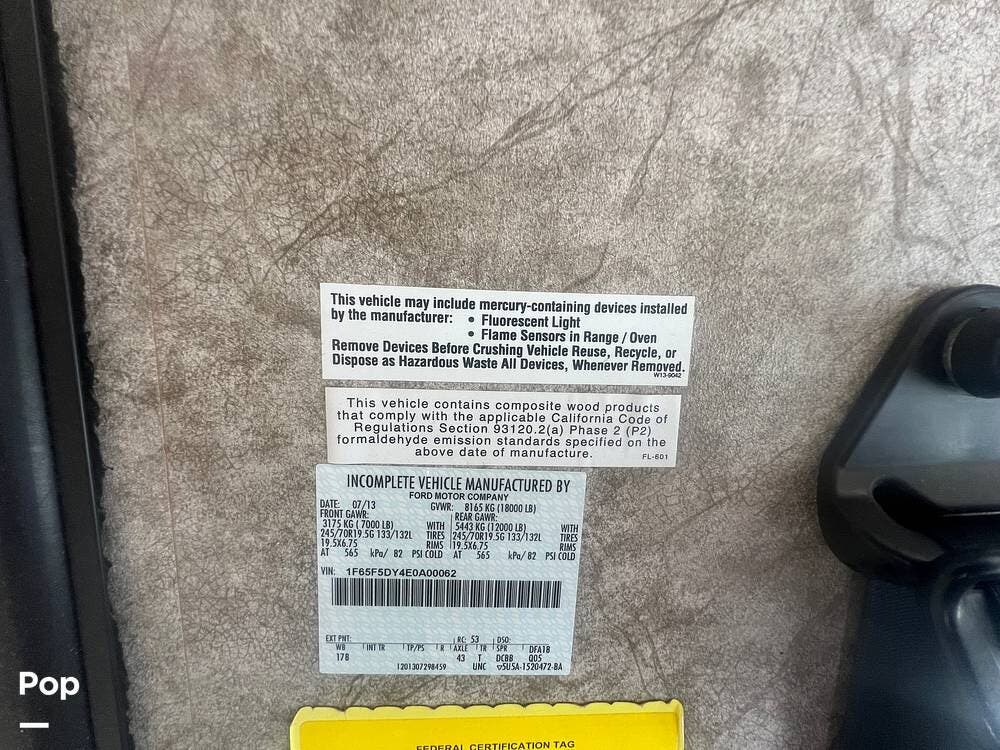 This vehicle may include mercury-containing devices installed
by the manufacturer: • Fluorescent Light
• Flame Sensors in Range / Oven
Remove Devices Before Crushing Vehicle Reuse, Recycle, or
Dispose as Hazardous Waste All Devices, Whenever Removed.
W13-9042
This vehicle contains composite wood products
that comply with the applicable California Code of
Regulations Section 93120.2(a) Phase 2 (P2)
formaldehyde emission standards specified on the
above date of manufacture.
FL-601
INCOMPLETE VEHICLE MANUFACTURED BY
FORD MOTOR COMPANY
DATE: 07/13 GVWR: 8165 KG (18000 LB)
FRONT GAWR: REAR GAWR:
3175 KG ( 7000 LB) WITH 5443 KG (12000 LB) WITH
245/70R19.5G 133/132L TIRES 245/70R19.5G 133/132L TIRES
19.5X6.75 RIMS 19.5X6.75 RIMS
AT 565 kPa/ 82 PSI COLD AT 565 kPa/ 82 PSI COLD
VIN: 1F65F5DY4E0A00062
EXT PNT: RC: 53 DSO:
WB INT TR TP/PS R AXLE TR SPR DFA18
178 43 T DCBB Q05
1201307298459 UNC ▽5U5A-1520472-BA
FEDERAL CERTIFICATION TAG
Pop